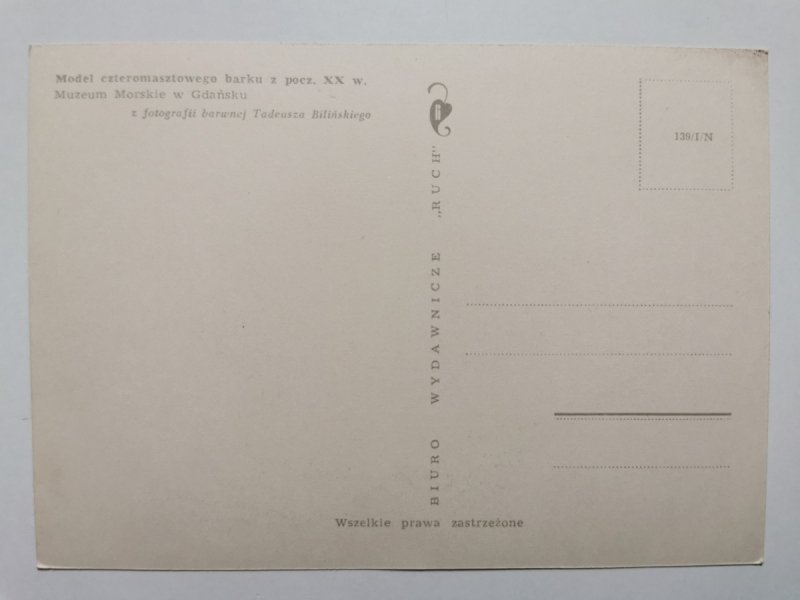 Model czteromasztowego barku z pocz. XX w.
Muzeum Morskie w Gdańsku
z fotografii barwnej Tadeusza Bilińskiego
BIURO WYDAWNICZE „RUCH”
139/I/N
Wszelkie prawa zastrzeżone